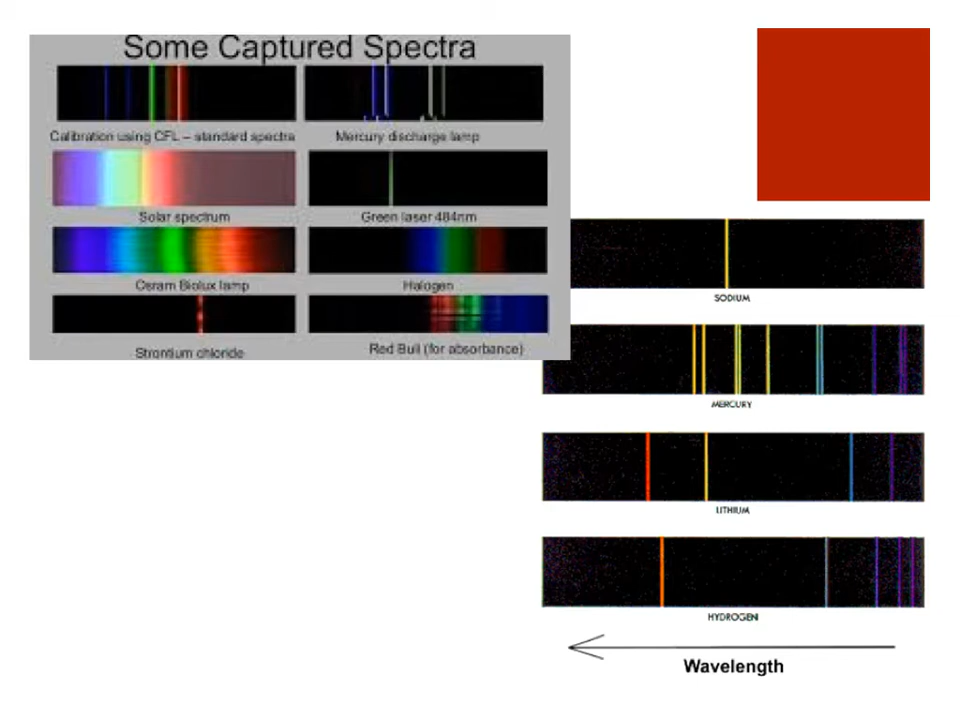 Some Captured Spectra
Calibration using CFL – standard spectra
Mercury discharge lamp
Solar spectrum
Green laser 484nm
Osram Biolux lamp
Halogen
Strontium chloride
Red Bull (for absorbance)
SODIUM
MERCURY
LITHIUM
HYDROGEN
Wavelength